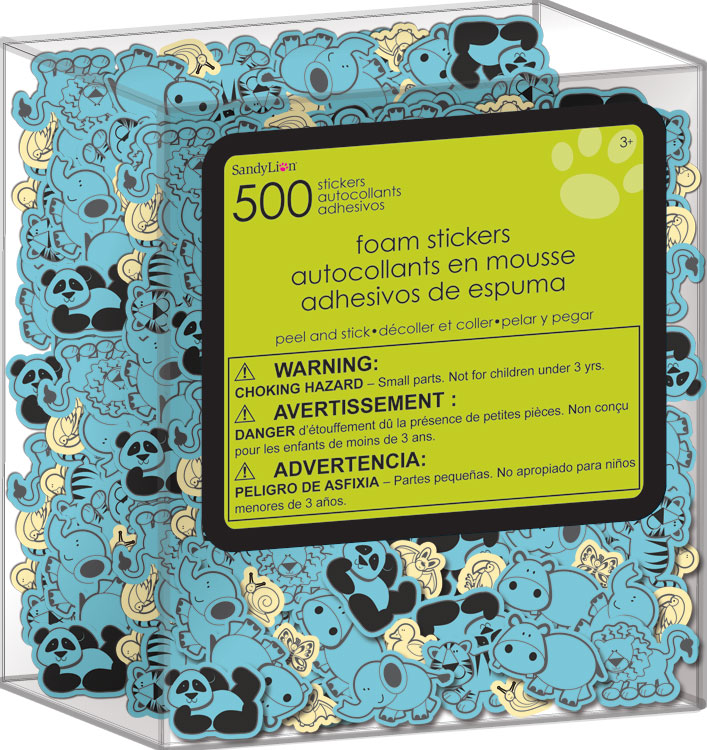 3+
SandyLion
500 stickers
autocollants
adhesivos
foam stickers
autocollants en mousse
adhesivos de espuma
peel and stick•décoller et coller•pelar y pegar
⚠ WARNING:
CHOKING HAZARD – Small parts. Not for children under 3 yrs.
⚠ AVERTISSEMENT :
DANGER d'étouffement dû la présence de petites pièces. Non conçu
pour les enfants de moins de 3 ans.
⚠ ADVERTENCIA:
PELIGRO DE ASFIXIA – Partes pequeñas. No apropiado para niños
menores de 3 años.